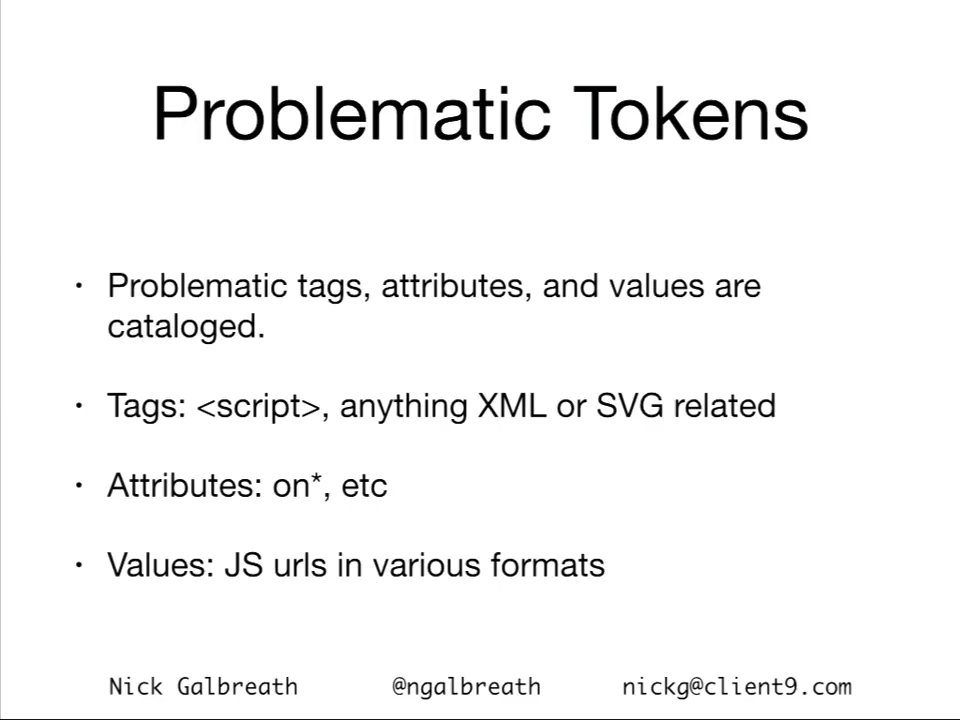 Problematic Tokens
• Problematic tags, attributes, and values are
cataloged.
• Tags: <script>, anything XML or SVG related
• Attributes: on*, etc
• Values: JS urls in various formats
Nick Galbreath @ngalbreath nickg@client9.com